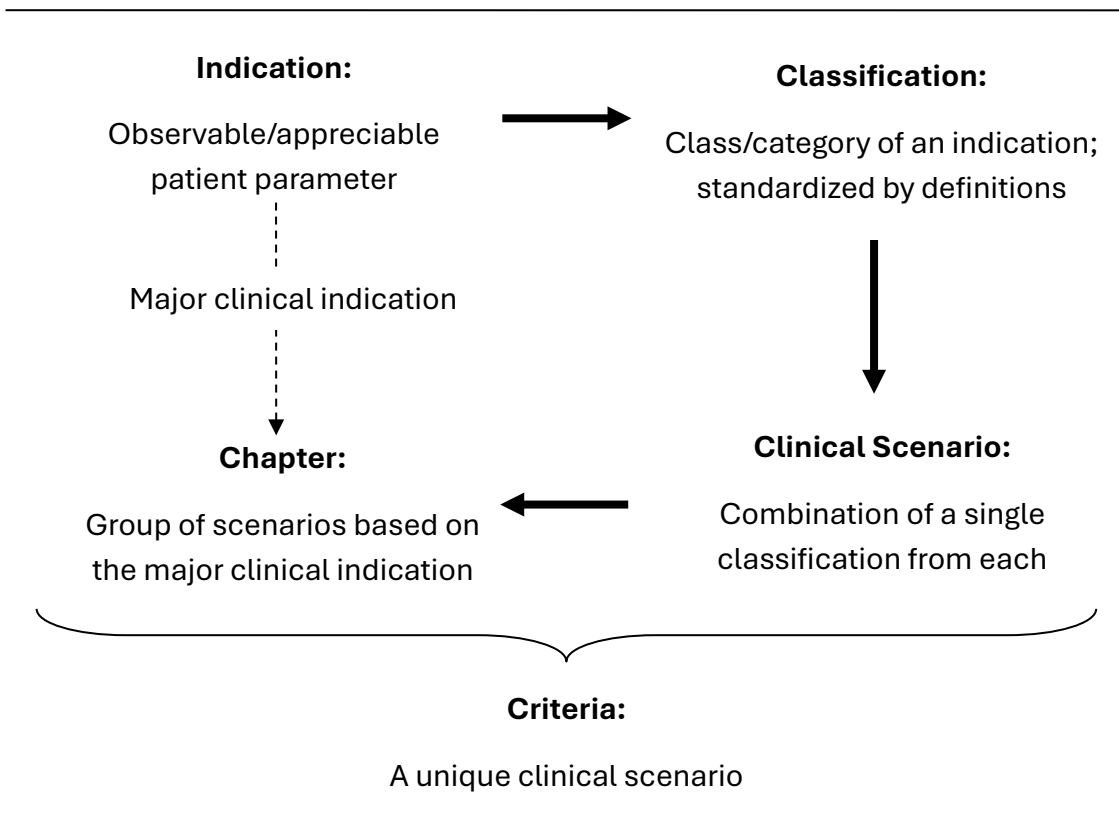 Indication:
Observable/appreciable
patient parameter
Major clinical indication
Chapter:
Group of scenarios based on
the major clinical indication
Classification:
Class/category of an indication;
standardized by definitions
Clinical Scenario:
Combination of a single
classification from each
Criteria:
A unique clinical scenario